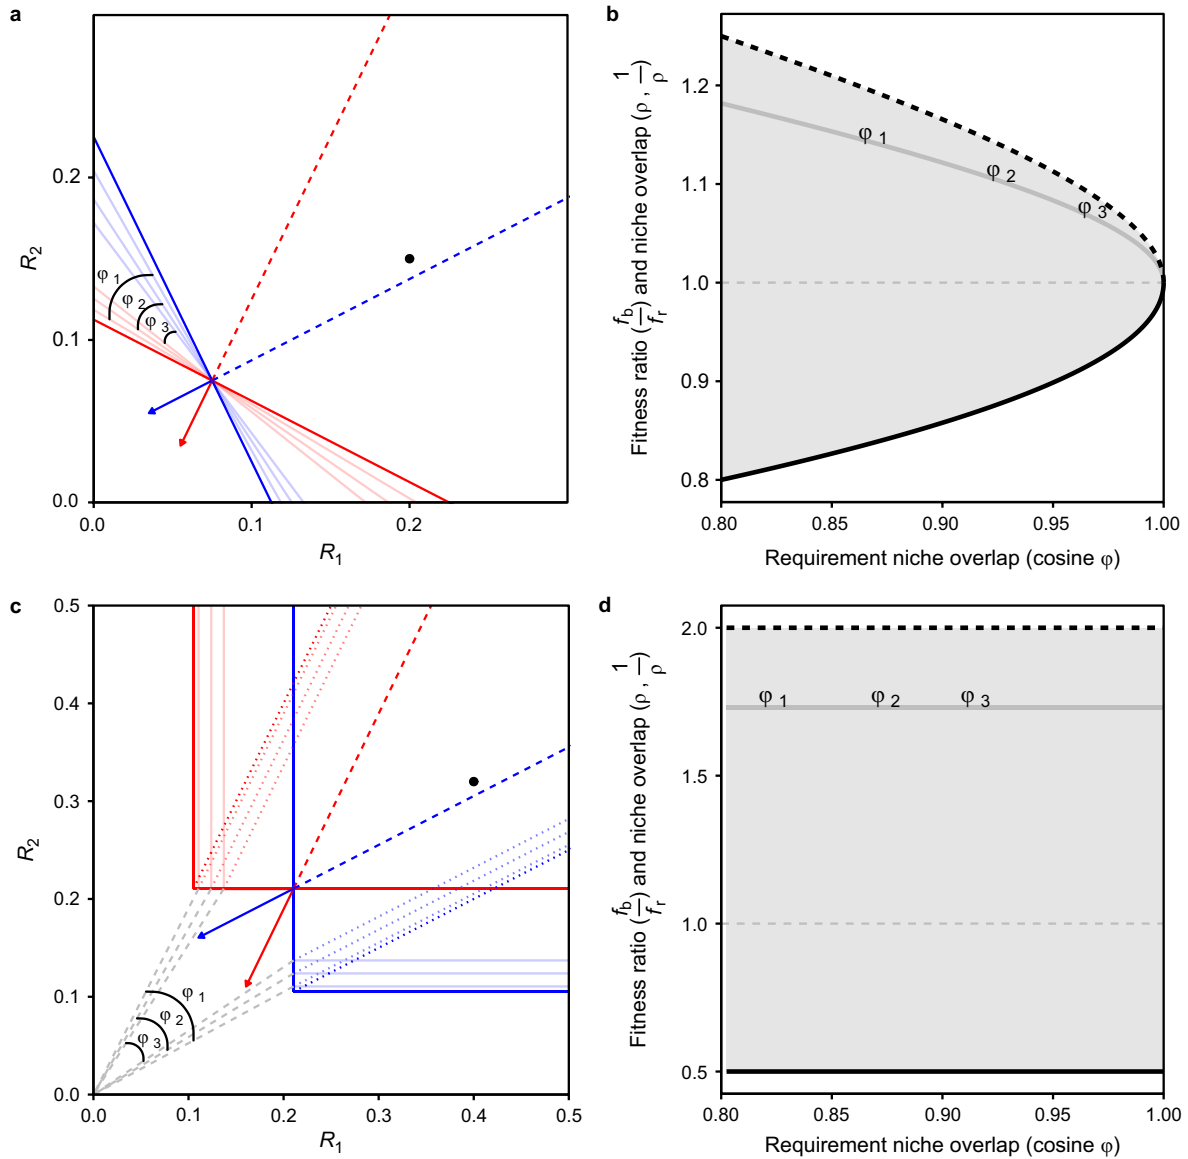 a
R2
0.2
0.1
0.0
φ 1
φ 2
φ 3
0.0 0.1 0.2
R1
b
Fitness ratio (fb/fr) and niche overlap (ρ , 1/ρ)
1.2
1.1
1.0
0.9
0.8
φ 1
φ 2
φ 3
0.80 0.85 0.90 0.95 1.00
Requirement niche overlap (cosine φ)
c
R2
0.5
0.4
0.3
0.2
0.1
0.0
φ 1
φ 2
φ 3
0.0 0.1 0.2 0.3 0.4 0.5
R1
d
Fitness ratio (fb/fr) and niche overlap (ρ , 1/ρ)
2.0
1.5
1.0
0.5
φ 1 φ 2 φ 3
0.80 0.85 0.90 0.95 1.00
Requirement niche overlap (cosine φ)